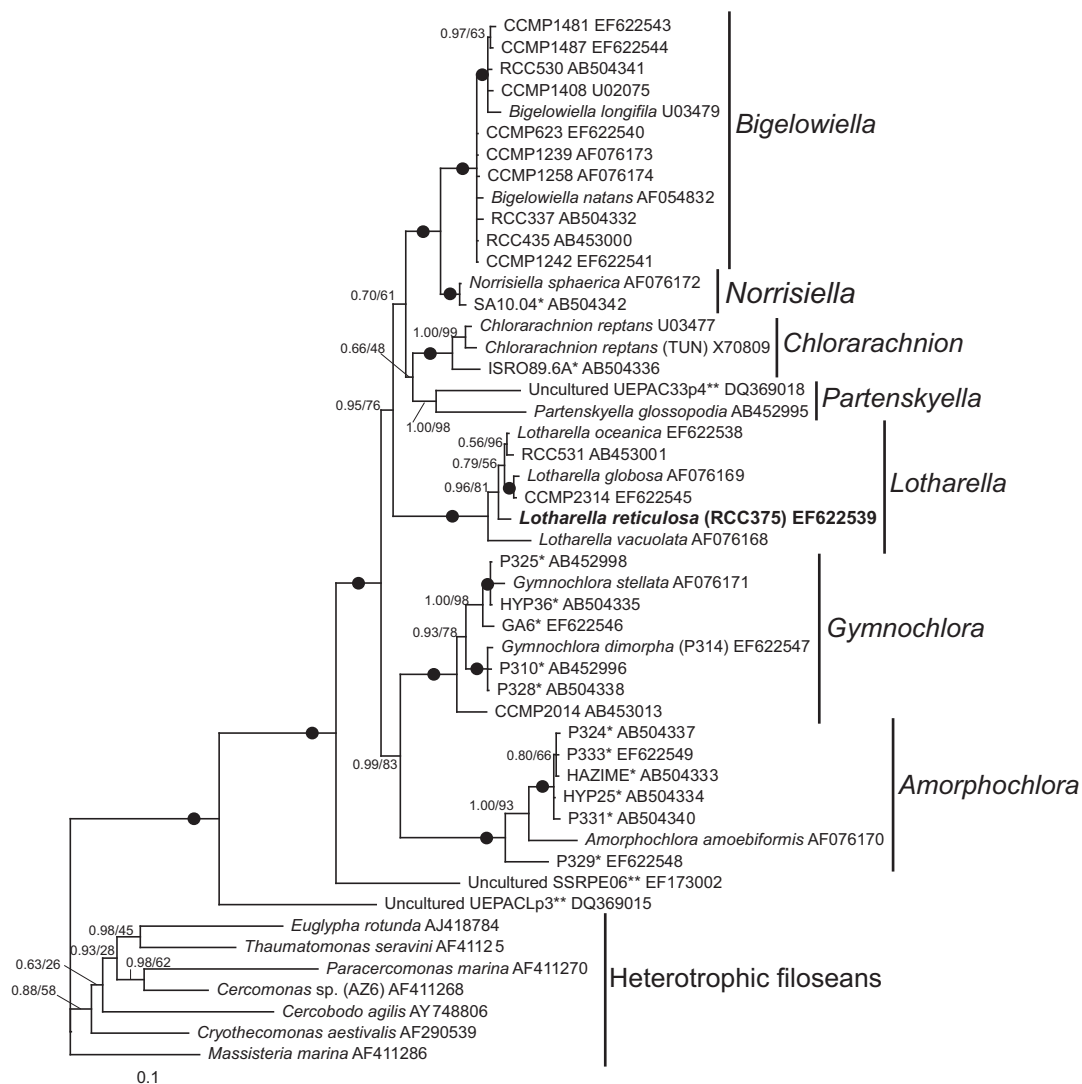 CCMP1481 EF622543
0.97/63
CCMP1487 EF622544
RCC530 AB504341
CCMP1408 U02075
Bigelowiella longifila U03479
Bigelowiella
CCMP623 EF622540
CCMP1239 AF076173
CCMP1258 AF076174
Bigelowiella natans AF054832
RCC337 AB504332
RCC435 AB453000
CCMP1242 EF622541
Norrisiella sphaerica AF076172
Norrisiella
0.70/61
SA10.04* AB504342
Chlorarachnion reptans U03477
1.00/99
Chlorarachnion
0.66/48
Chlorarachnion reptans (TUN) X70809
ISRO89.6A* AB504336
Uncultured UEPAC33p4** DQ369018
Partenskyella
0.95/76
Partenskyella glossopodia AB452995
1.00/98
Lotharella oceanica EF622538
0.56/96
RCC531 AB453001
0.79/56
Lotharella globosa AF076169
Lotharella
0.96/81
CCMP2314 EF622545
Lotharella reticulosa (RCC375) EF622539
Lotharella vacuolata AF076168
P325* AB452998
Gymnochlora stellata AF076171
1.00/98
HYP36* AB504335
GA6* EF622546
Gymnochlora
0.93/78
Gymnochlora dimorpha (P314) EF622547
P310* AB452996
P328* AB504338
CCMP2014 AB453013
P324* AB504337
0.80/66
P333* EF622549
0.99/83
HAZIME* AB504333
Amorphochlora
HYP25* AB504334
1.00/93
P331* AB504340
Amorphochlora amoebiformis AF076170
P329* EF622548
Uncultured SSRPE06** EF173002
Uncultured UEPACLp3** DQ369015
Euglypha rotunda AJ418784
0.98/45
Thaumatomonas seravini AF41125
0.93/28
0.98/62
0.63/26
Paracercomonas marina AF411270
Heterotrophic filoseans
0.88/58
Cercomonas sp. (AZ6) AF411268
Cercobodo agilis AY748806
Cryothecomonas aestivalis AF290539
Massisteria marina AF411286
0.1